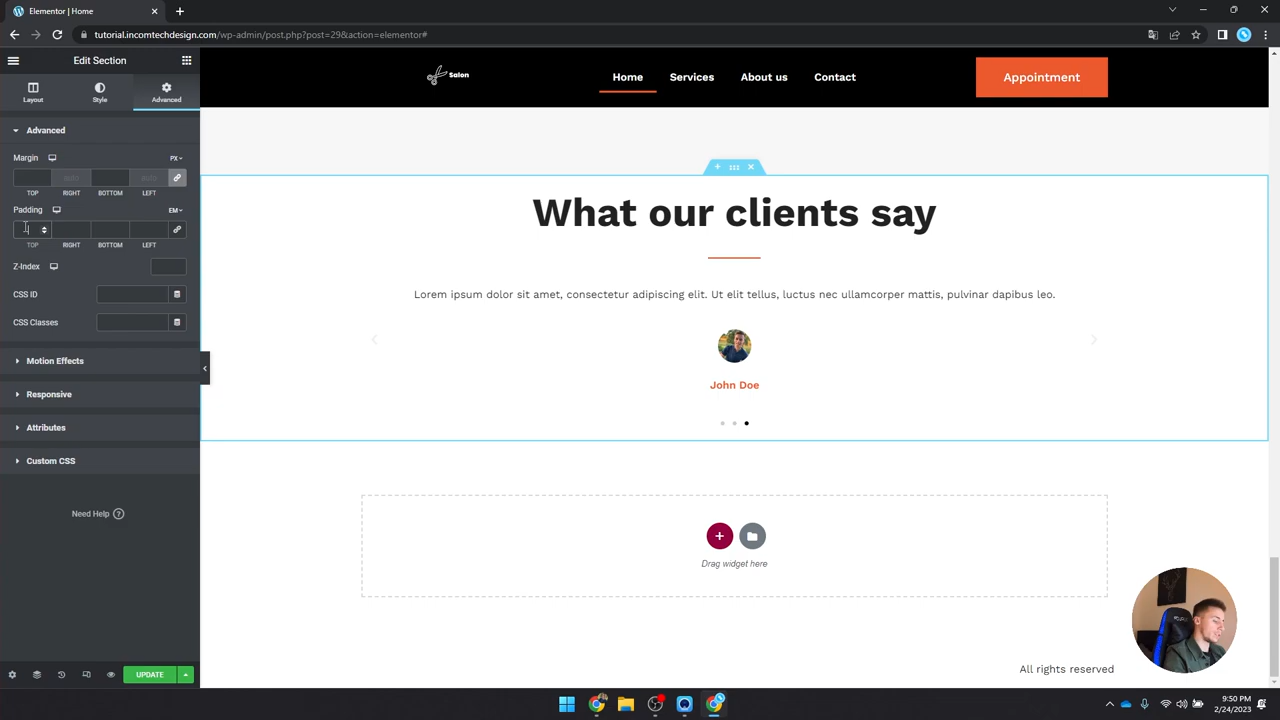 tutorial.incomtechdesign.com/wp-admin/post.php?post=29&action=elementor#
Edit Section
Salon
Home
Services
About us
Contact
Appointment
Layout
Style
Advanced
Advanced
Margin
PX
auto
auto
TOP
RIGHT
BOTTOM
LEFT
Padding
EM
TOP
RIGHT
BOTTOM
LEFT
CSS ID
CSS Classes
Motion Effects
Responsive
Attributes
Custom CSS
Need Help
What our clients say
Lorem ipsum dolor sit amet, consectetur adipiscing elit. Ut elit tellus, luctus nec ullamcorper mattis, pulvinar dapibus leo.
John Doe
Drag widget here
All rights reserved
UPDATE
9:50 PM
2/24/2023